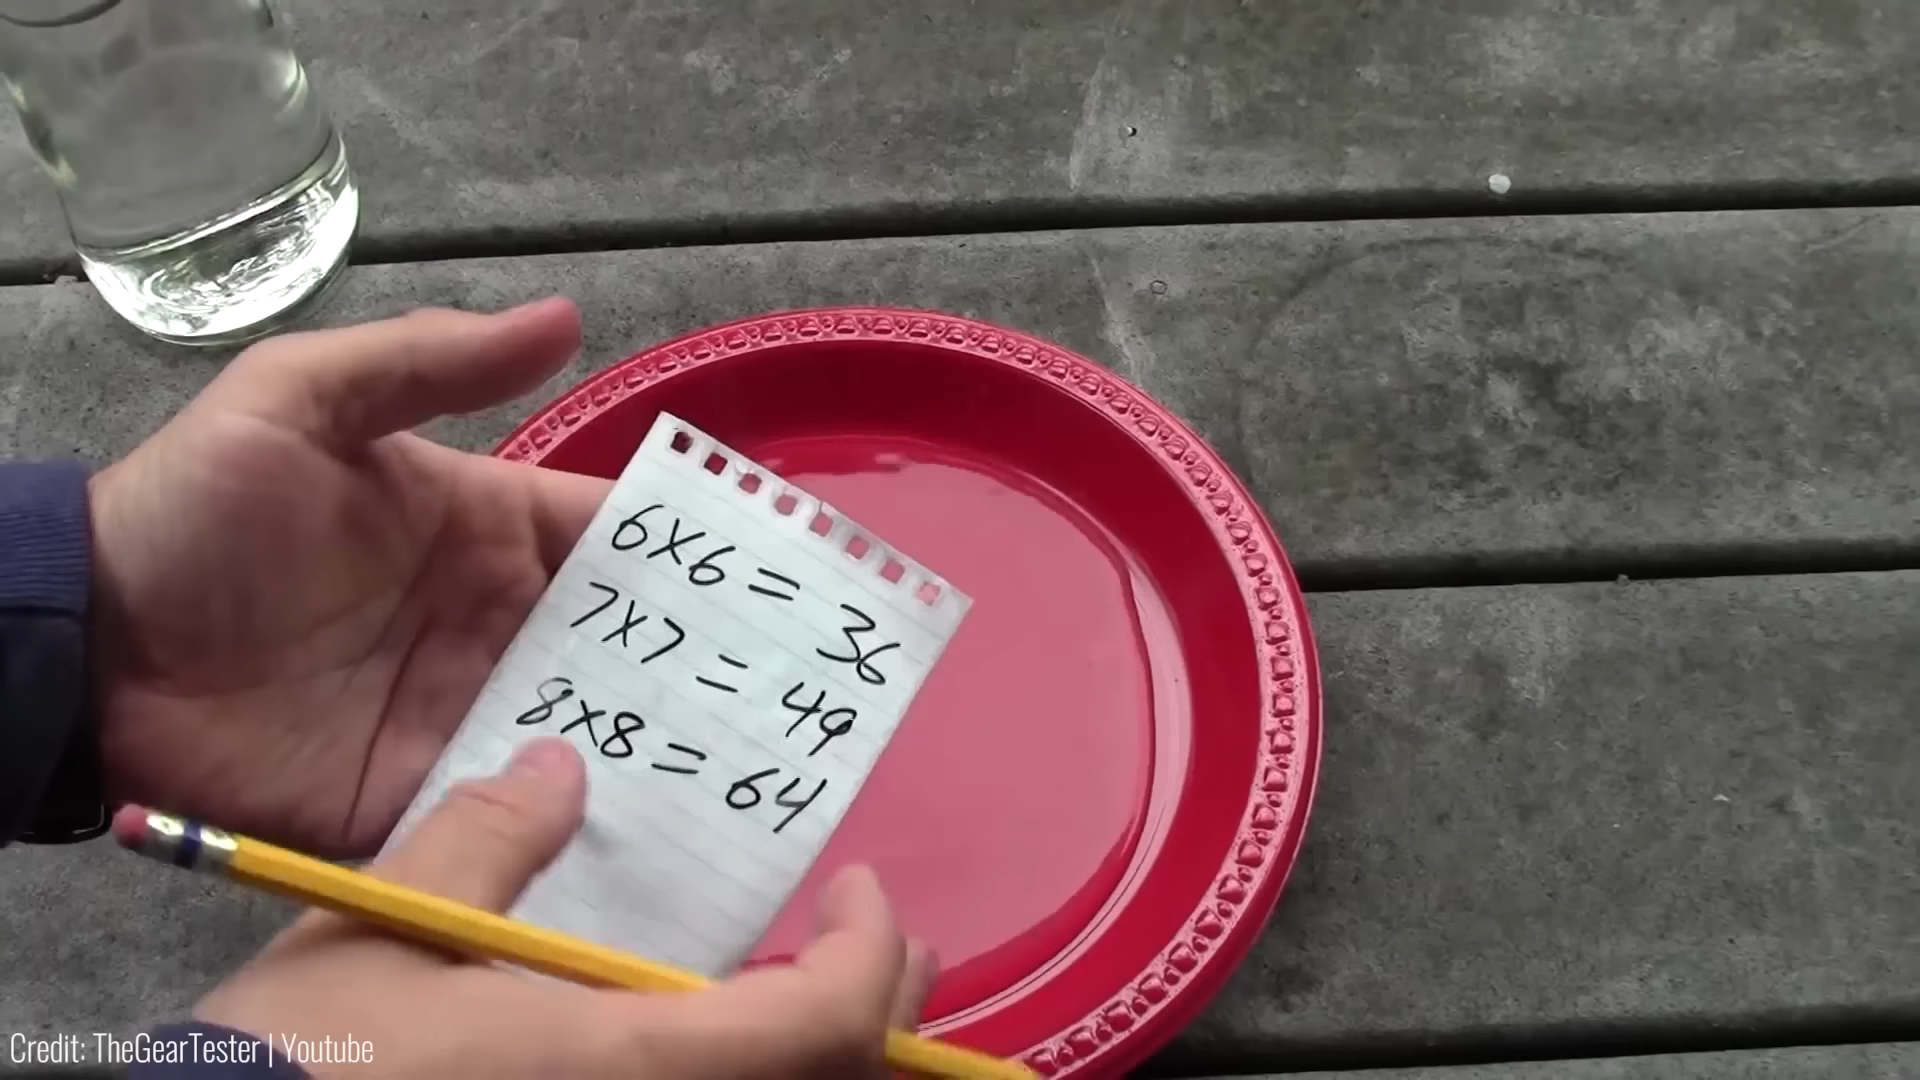 6x6 = 36
7x7 = 49
8x8 = 64
Credit: TheGearTester | Youtube